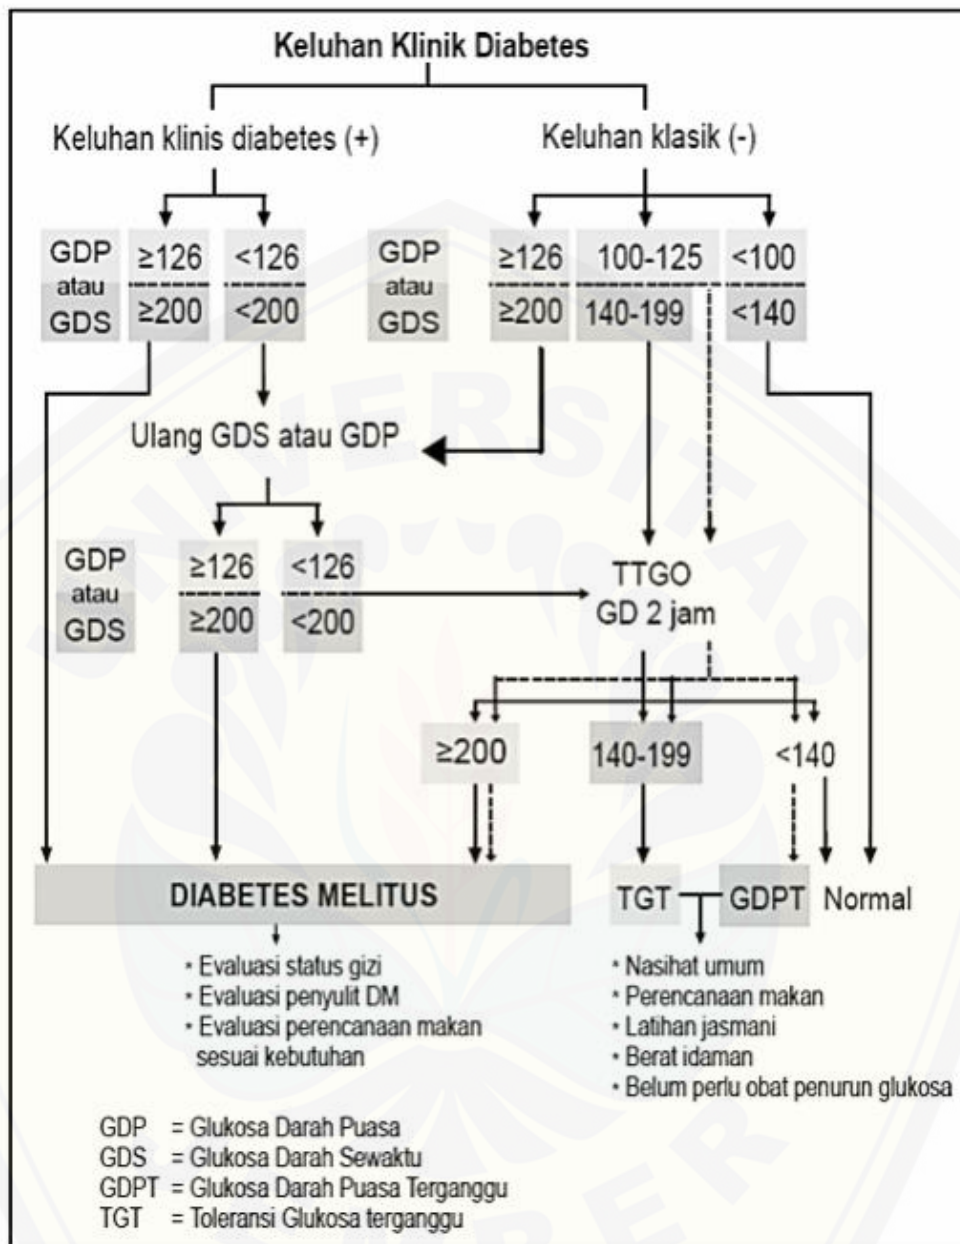 Keluhan Klinik Diabetes
Keluhan klinis diabetes (+)
Keluhan klasik (-)
GDP
atau
GDS
≥126
≥200
<126
<200
GDP
atau
GDS
≥126
≥200
100-125
140-199
<100
<140
Ulang GDS atau GDP
GDP
atau
GDS
≥126
≥200
<126
<200
TTGO
GD 2 jam
≥200
140-199
<140
DIABETES MELITUS
TGT
GDPT
Normal
* Evaluasi status gizi
* Evaluasi penyulit DM
* Evaluasi perencanaan makan
sesuai kebutuhan
* Nasihat umum
* Perencanaan makan
* Latihan jasmani
* Berat idaman
* Belum perlu obat penurun glukosa
GDP = Glukosa Darah Puasa
GDS = Glukosa Darah Sewaktu
GDPT = Glukosa Darah Puasa Terganggu
TGT = Toleransi Glukosa terganggu
UNIVERSITAS